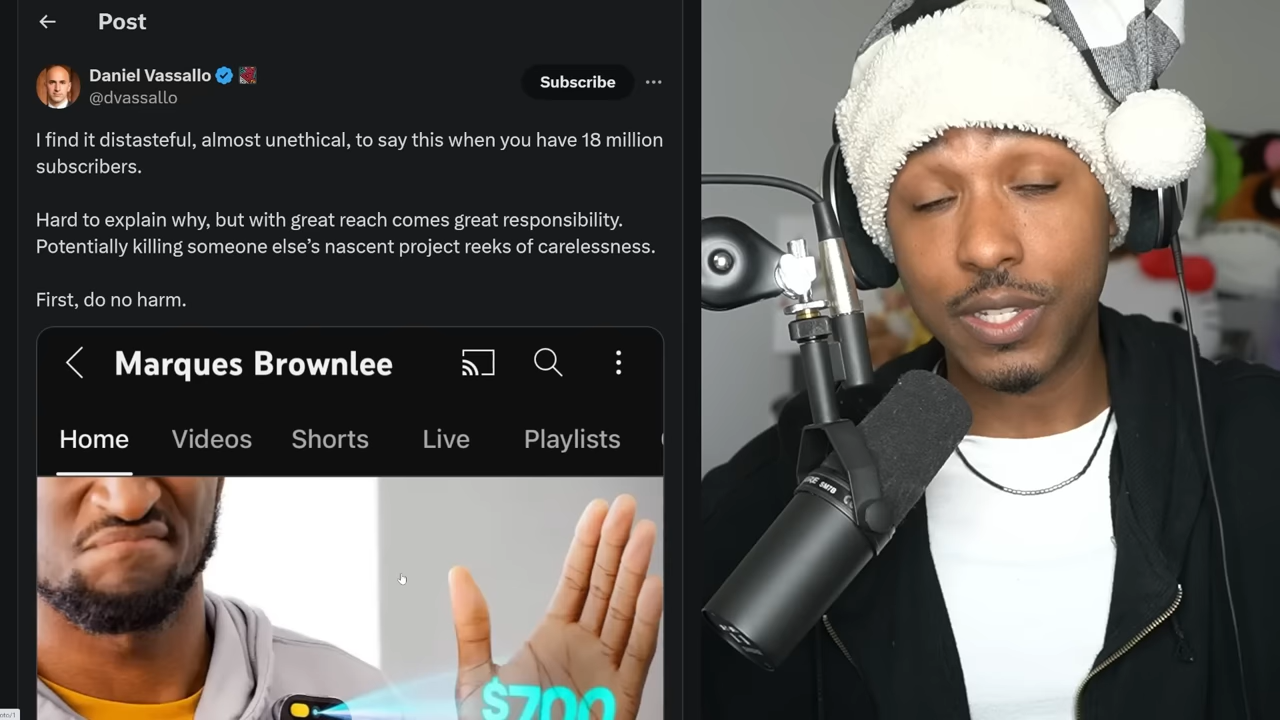 Post
Daniel Vassallo
@dvassallo
Subscribe
I find it distasteful, almost unethical, to say this when you have 18 million
subscribers.
Hard to explain why, but with great reach comes great responsibility.
Potentially killing someone else’s nascent project reeks of carelessness.
First, do no harm.
Marques Brownlee
Home Videos Shorts Live Playlists
$700
SM7B